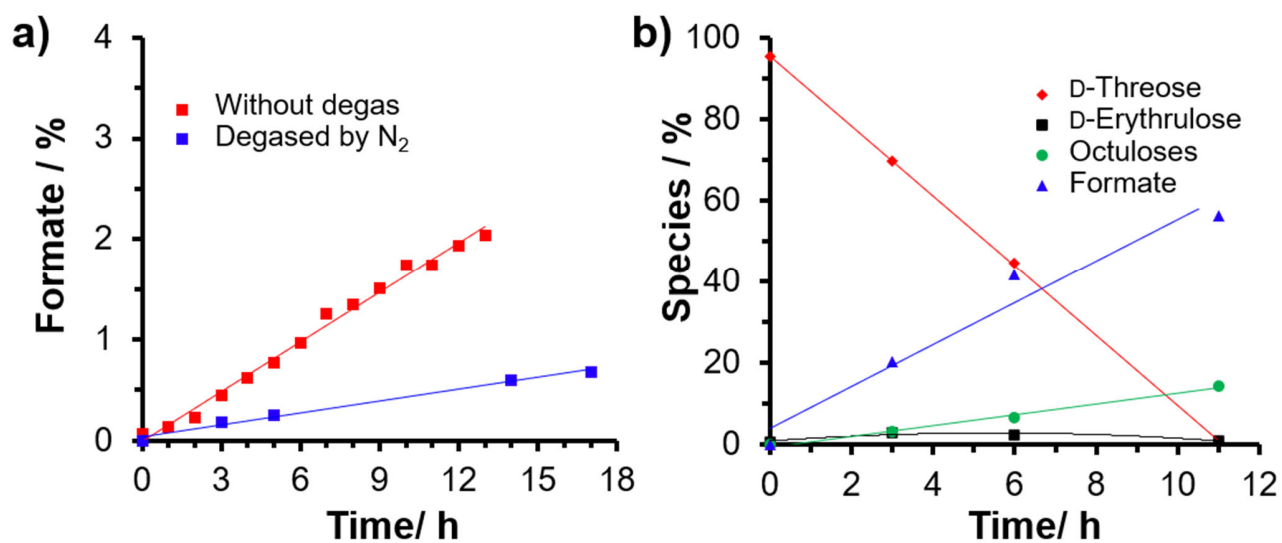 a)
Formate / %
4
3
2
1
0
Without degas
Degased by N₂
0 3 6 9 12 15 18
Time/ h
b)
Species / %
100
80
60
40
20
0
D-Threose
D-Erythrulose
Octuloses
Formate
0 2 4 6 8 10 12
Time/ h